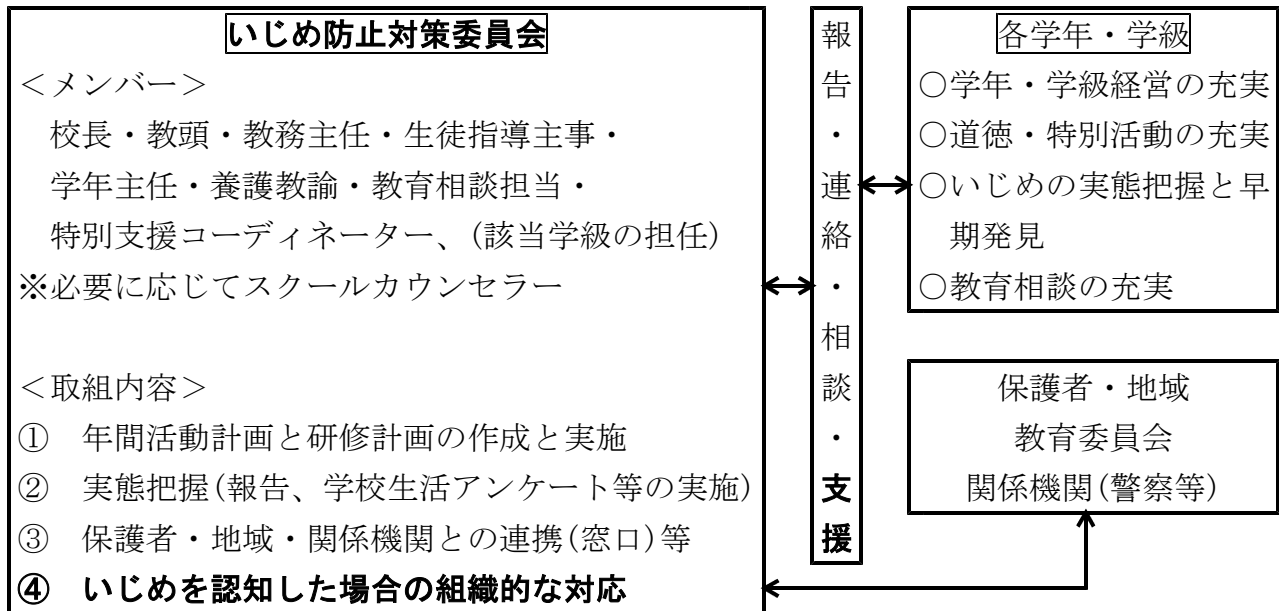 いじめ防止対策委員会
＜メンバー＞
校長・教頭・教務主任・生徒指導主事・
学年主任・養護教諭・教育相談担当・
特別支援コーディネーター、(該当学級の担任)
※必要に応じてスクールカウンセラー
＜取組内容＞
① 年間活動計画と研修計画の作成と実施
② 実態把握(報告、学校生活アンケート等の実施)
③ 保護者・地域・関係機関との連携(窓口)等
④ いじめを認知した場合の組織的な対応
報告・連絡・相談・支援
各学年・学級
○学年・学級経営の充実
○道徳・特別活動の充実
○いじめの実態把握と早
期発見
○教育相談の充実
保護者・地域
教育委員会
関係機関(警察等)